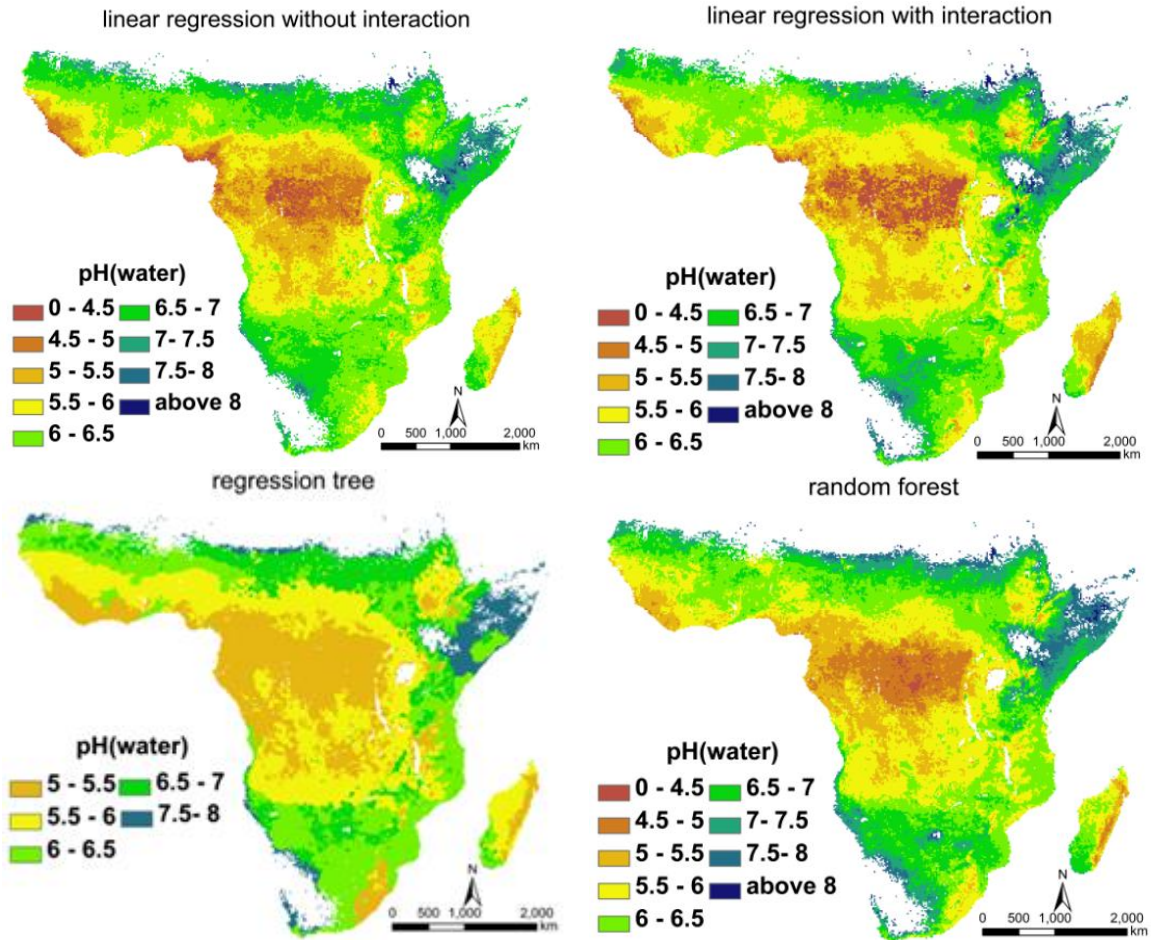 linear regression without interaction
pH(water)
0 - 4.5 6.5 - 7
4.5 - 5 7- 7.5
5 - 5.5 7.5- 8
5.5 - 6 above 8
6 - 6.5
N
0 500 1,000 2,000
km
linear regression with interaction
pH(water)
0 - 4.5 6.5 - 7
4.5 - 5 7- 7.5
5 - 5.5 7.5- 8
5.5 - 6 above 8
6 - 6.5
N
0 500 1,000 2,000
km
regression tree
pH(water)
5 - 5.5 6.5 - 7
5.5 - 6 7.5- 8
6 - 6.5
N
0 500 1,000 2,000
km
random forest
pH(water)
0 - 4.5 6.5 - 7
4.5 - 5 7- 7.5
5 - 5.5 7.5- 8
5.5 - 6 above 8
6 - 6.5
N
0 500 1,000 2,000
km